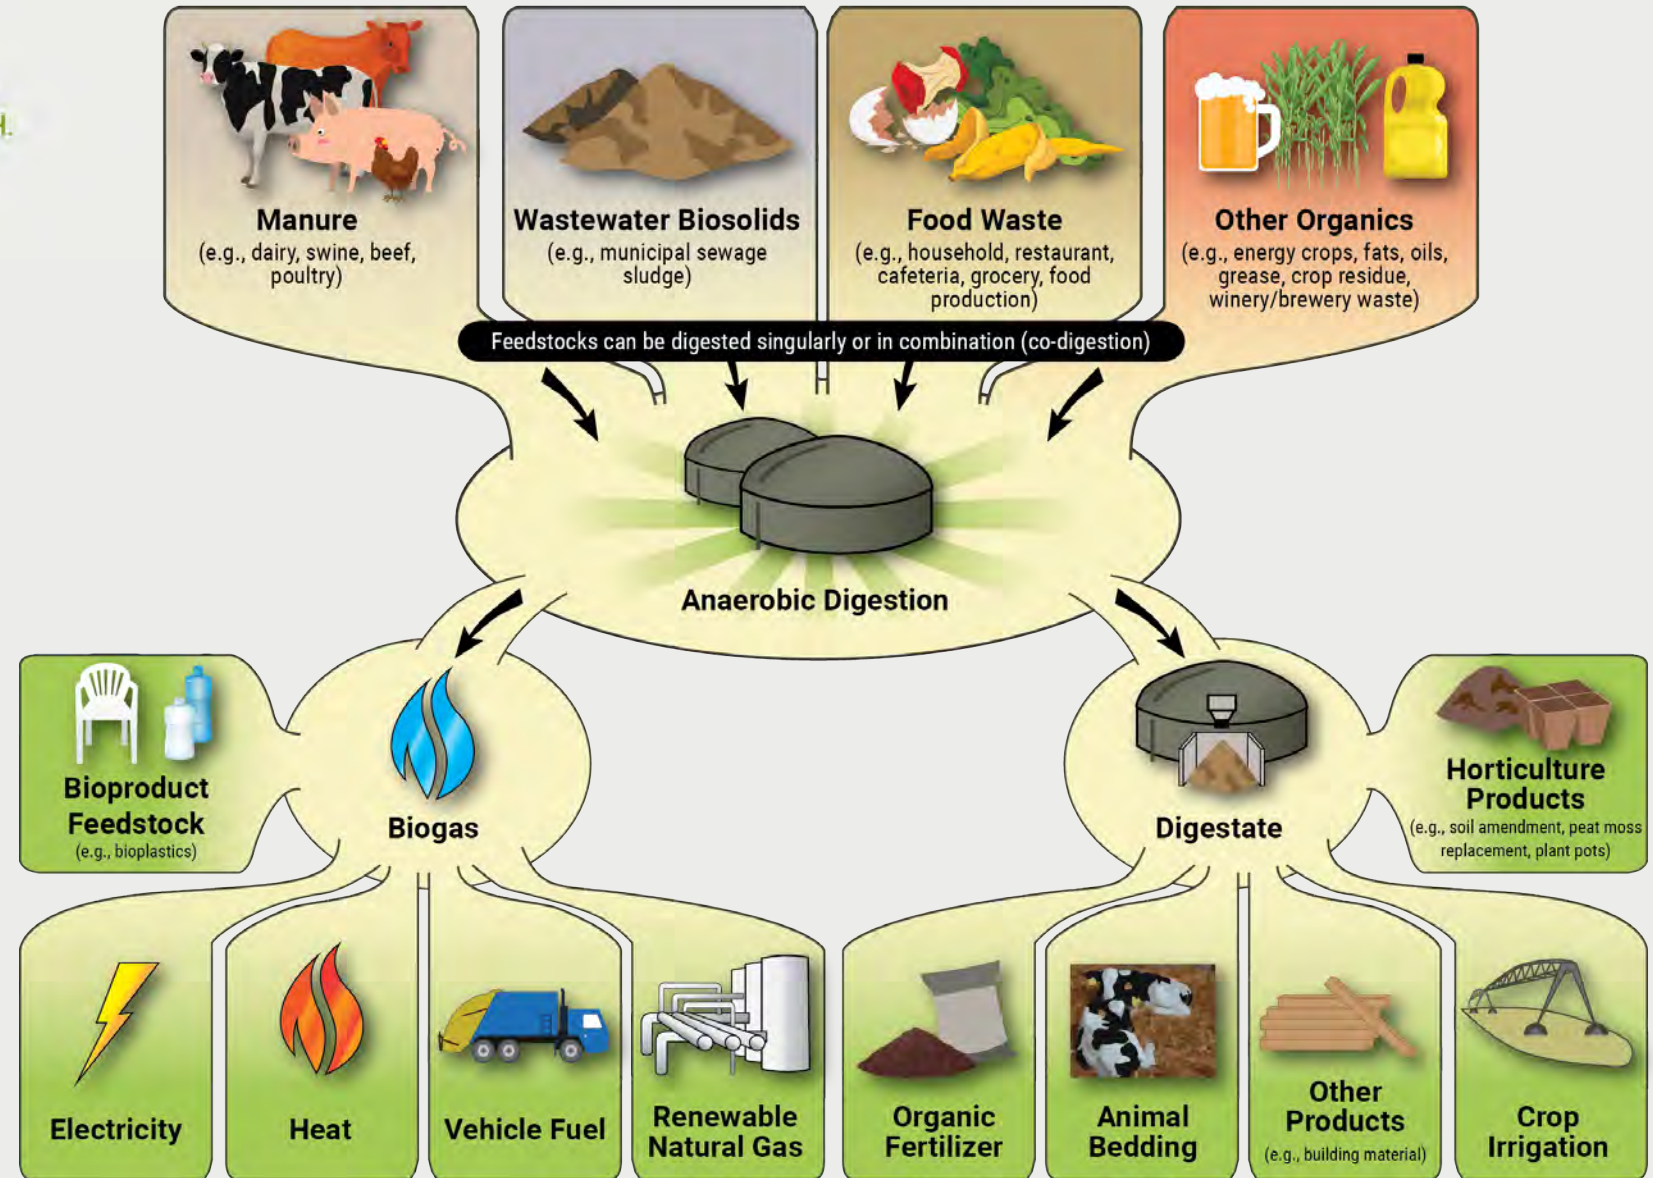 Manure
(e.g., dairy, swine, beef,
poultry)
Wastewater Biosolids
(e.g., municipal sewage
sludge)
Food Waste
(e.g., household, restaurant,
cafeteria, grocery, food
production)
Other Organics
(e.g., energy crops, fats, oils,
grease, crop residue,
winery/brewery waste)
Feedstocks can be digested singularly or in combination (co-digestion)
Anaerobic Digestion
Bioproduct
Feedstock
(e.g., bioplastics)
Biogas
Digestate
Horticulture
Products
(e.g., soil amendment, peat moss
replacement, plant pots)
Electricity
Heat
Vehicle Fuel
Renewable
Natural Gas
Organic
Fertilizer
Animal
Bedding
Other
Products
(e.g., building material)
Crop
Irrigation